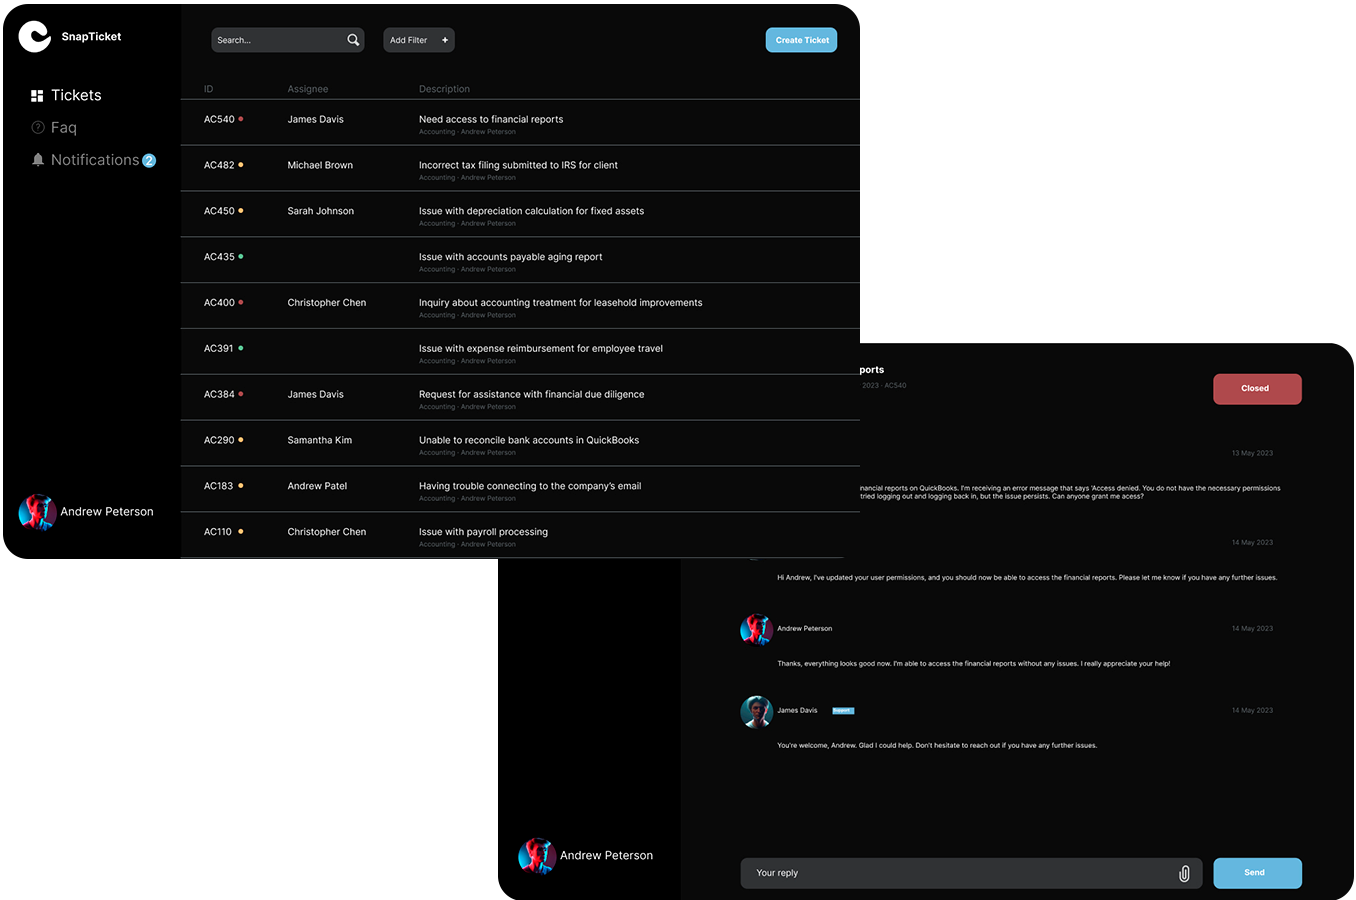 SnapTicket
Search...
Add Filter +
Create Ticket
Tickets
Faq
Notifications 2
ID Assignee Description
AC540 James Davis Need access to financial reports
Accounting - Andrew Peterson
AC482 Michael Brown Incorrect tax filing submitted to IRS for client
Accounting - Andrew Peterson
AC450 Sarah Johnson Issue with depreciation calculation for fixed assets
Accounting - Andrew Peterson
AC435 Issue with accounts payable aging report
Accounting - Andrew Peterson
AC400 Christopher Chen Inquiry about accounting treatment for leasehold improvements
Accounting - Andrew Peterson
AC391 Issue with expense reimbursement for employee travel
Accounting - Andrew Peterson
AC384 James Davis Request for assistance with financial due diligence
Accounting - Andrew Peterson
AC290 Samantha Kim Unable to reconcile bank accounts in QuickBooks
Accounting - Andrew Peterson
AC183 Andrew Patel Having trouble connecting to the company's email
Accounting - Andrew Peterson
AC110 Christopher Chen Issue with payroll processing
Accounting - Andrew Peterson
Andrew Peterson
ports
2023 - AC540
Closed
13 May 2023
nancial reports on QuickBooks. I'm receiving an error message that says 'Access denied. You do not have the necessary permissions
tried logging out and logging back in, but the issue persists. Can anyone grant me acess?
14 May 2023
Hi Andrew, I've updated your user permissions, and you should now be able to access the financial reports. Please let me know if you have any further issues.
Andrew Peterson 14 May 2023
Thanks, everything looks good now. I'm able to access the financial reports without any issues. I really appreciate your help!
James Davis Support 14 May 2023
You're welcome, Andrew. Glad I could help. Don't hesitate to reach out if you have any further issues.
Andrew Peterson
Your reply
Send